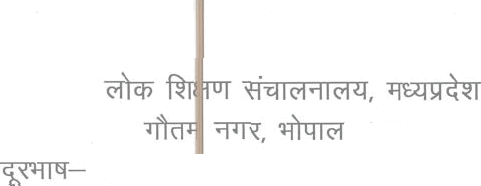 लोक शिक्षण संचालनालय, मध्यप्रदेश
गौतम नगर, भोपाल
दूरभाष–